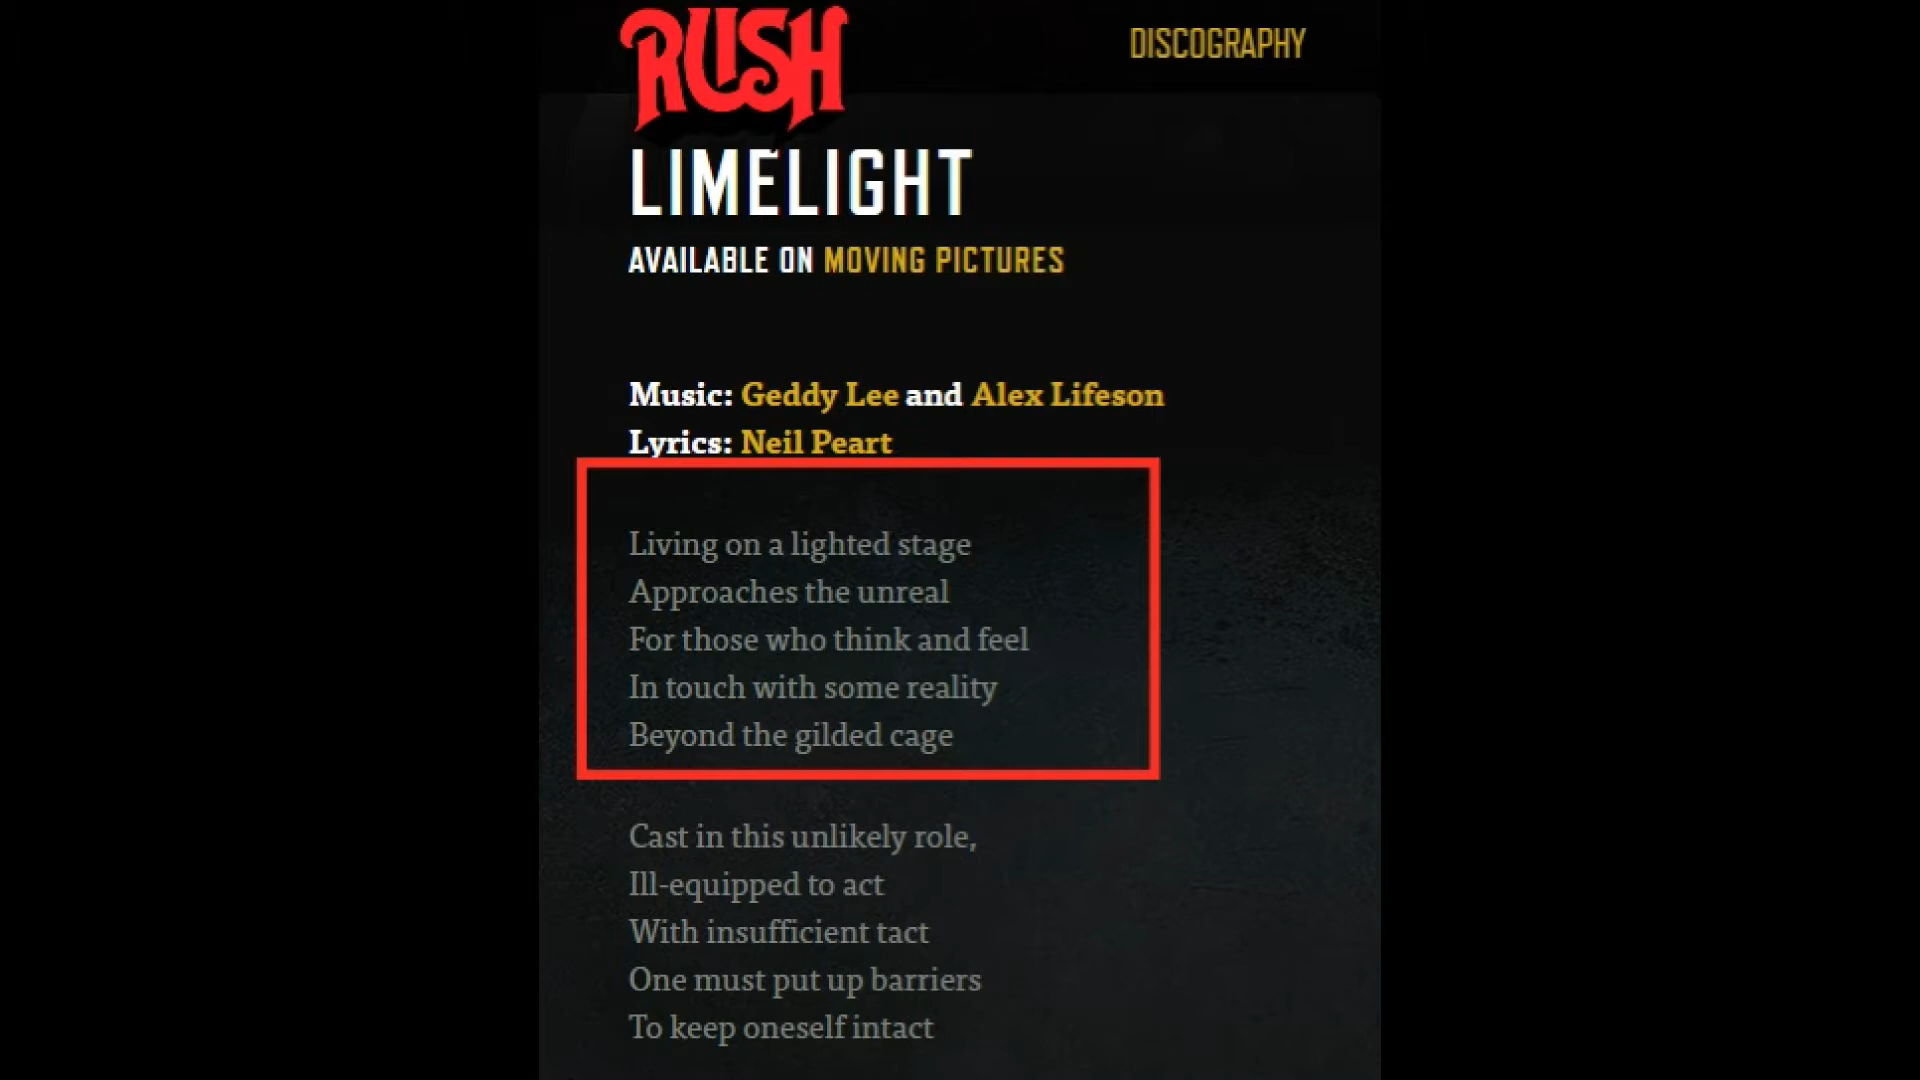 RUSH
DISCOGRAPHY
LIMELIGHT
AVAILABLE ON MOVING PICTURES
Music: Geddy Lee and Alex Lifeson
Lyrics: Neil Peart
Living on a lighted stage
Approaches the unreal
For those who think and feel
In touch with some reality
Beyond the gilded cage
Cast in this unlikely role,
Ill-equipped to act
With insufficient tact
One must put up barriers
To keep oneself intact